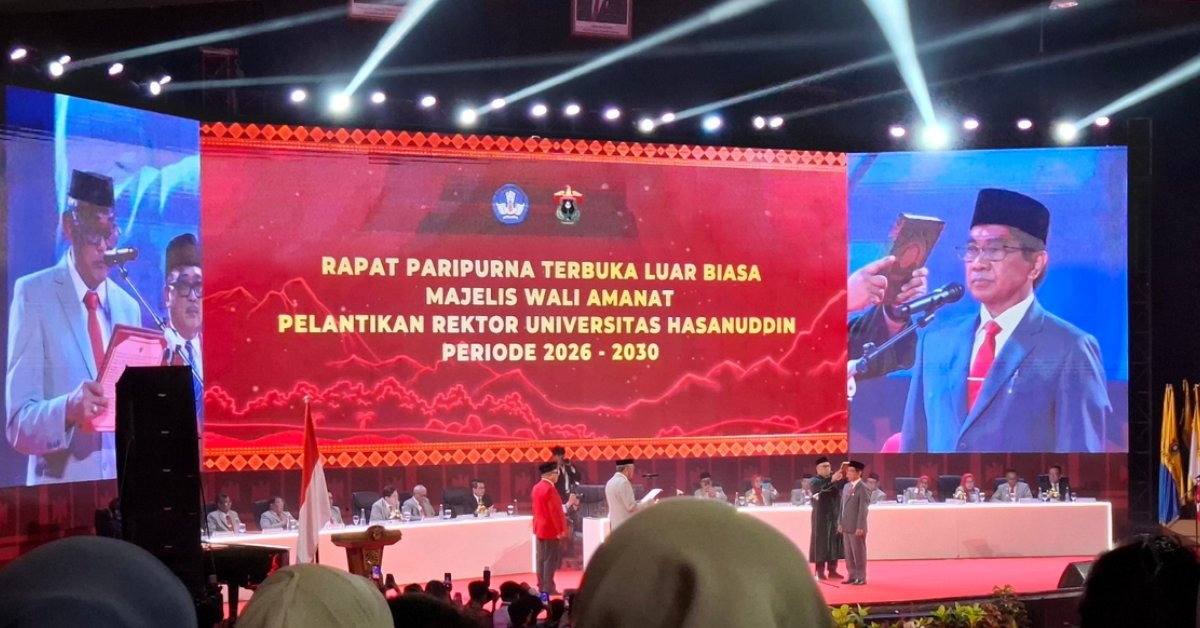 RAPAT PARIPURNA TERBUKA LUAR BIASA
MAJELIS WALI AMANAT
PELANTIKAN REKTOR UNIVERSITAS HASANUDDIN
PERIODE 2026 - 2030